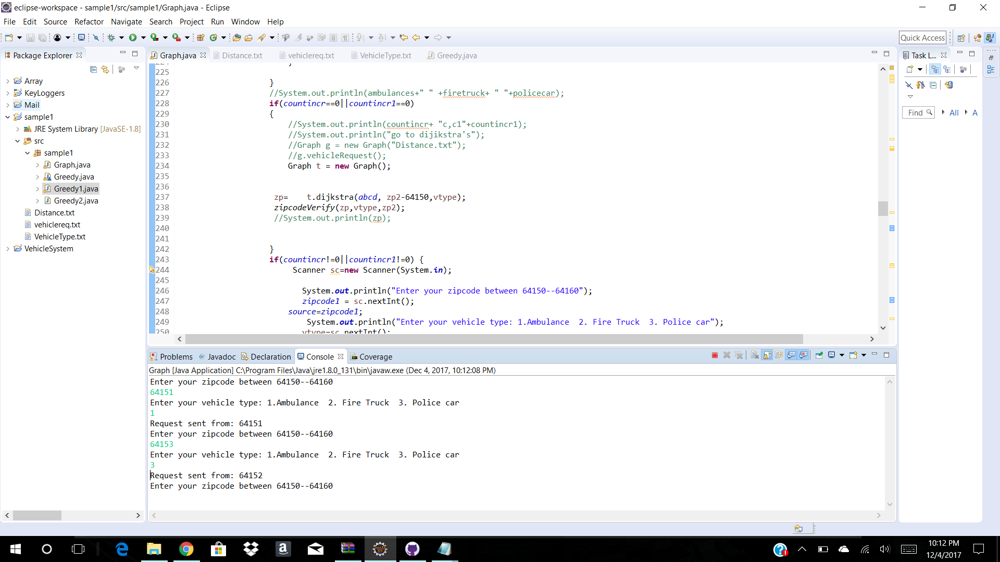 eclipse-workspace - sample1/src/sample1/Graph.java - Eclipse
File Edit Source Refactor Navigate Search Project Run Window Help
Quick Access
Package Explorer
Array
KeyLoggers
Mail
sample1
JRE System Library [JavaSE-1.8]
src
sample1
Graph.java
Greedy.java
Greedy1.java
Greedy2.java
Distance.txt
vehiclereq.txt
VehicleType.txt
VehicleSystem
Graph.java Distance.txt vehiclereq.txt VehicleType.txt Greedy.java
224 }
225
226 }
227 //System.out.println(ambulances+" " +firetruck+ " "+policecar);
228 if(countincr==0||countincr1==0)
229 {
230 //System.out.println(countincr+ "c,c1"+countincr1);
231 //System.out.println("go to dijikstra's");
232 //Graph g = new Graph("Distance.txt");
233 //g.vehicleRequest();
234 Graph t = new Graph();
235
236
237 zp= t.dijkstra(abcd, zp2-64150,vtype);
238 zipcodeVerify(zp,vtype,zp2);
239 //System.out.println(zp);
240
241
242 }
243 if(countincr!=0||countincr1!=0) {
244 Scanner sc=new Scanner(System.in);
245
246 System.out.println("Enter your zipcode between 64150--64160");
247 zipcode1 = sc.nextInt();
248 source=zipcode1;
249 System.out.println("Enter your vehicle type: 1.Ambulance  2. Fire Truck  3. Police car");
250 vtype=sc.nextInt();
Task L...
Find All A
Problems @ Javadoc Declaration Console Coverage
Graph [Java Application] C:\Program Files\Java\jre1.8.0_131\bin\javaw.exe (Dec 4, 2017, 10:12:08 PM)
Enter your zipcode between 64150--64160
64151
Enter your vehicle type: 1.Ambulance  2. Fire Truck  3. Police car
1
Request sent from: 64151
Enter your zipcode between 64150--64160
64153
Enter your vehicle type: 1.Ambulance  2. Fire Truck  3. Police car
3
Request sent from: 64152
Enter your zipcode between 64150--64160
10:12 PM
12/4/2017